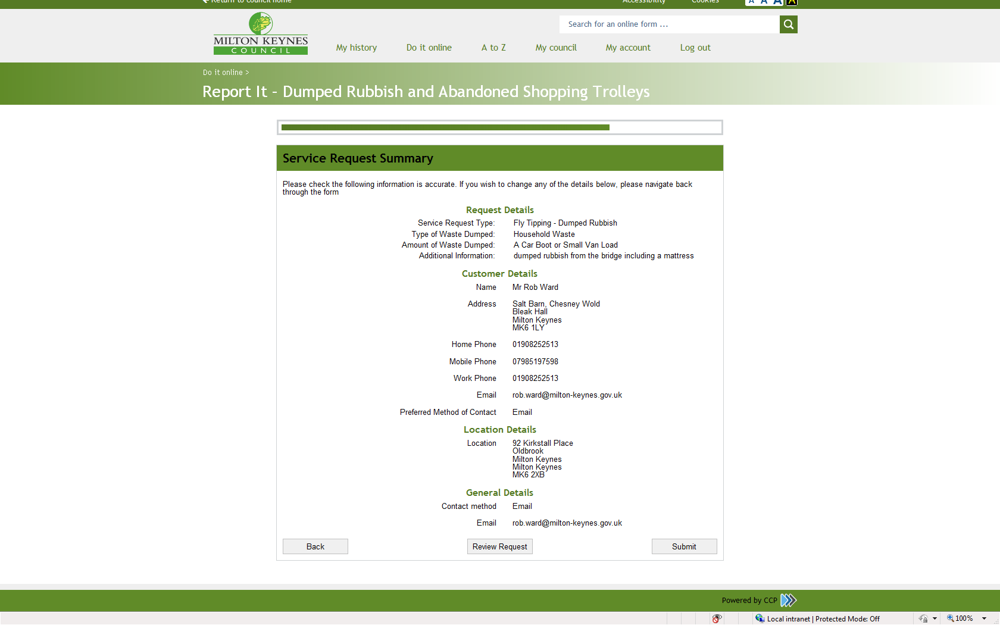 Return to council home
Accessibility
Cookies
A A A A
MILTON KEYNES
COUNCIL
Search for an online form ...
My history
Do it online
A to Z
My council
My account
Log out
Do it online >
Report It - Dumped Rubbish and Abandoned Shopping Trolleys
Service Request Summary
Please check the following information is accurate. If you wish to change any of the details below, please navigate back
through the form
Request Details
Service Request Type: Fly Tipping - Dumped Rubbish
Type of Waste Dumped: Household Waste
Amount of Waste Dumped: A Car Boot or Small Van Load
Additional Information: dumped rubbish from the bridge including a mattress
Customer Details
Name Mr Rob Ward
Address Salt Barn, Chesney Wold
Bleak Hall
Milton Keynes
MK6 1LY
Home Phone 01908252513
Mobile Phone 07985197598
Work Phone 01908252513
Email rob.ward@milton-keynes.gov.uk
Preferred Method of Contact Email
Location Details
Location 92 Kirkstall Place
Oldbrook
Milton Keynes
Milton Keynes
MK6 2XB
General Details
Contact method Email
Email rob.ward@milton-keynes.gov.uk
Back
Review Request
Submit
Powered by CCP
Local intranet | Protected Mode: Off
100%